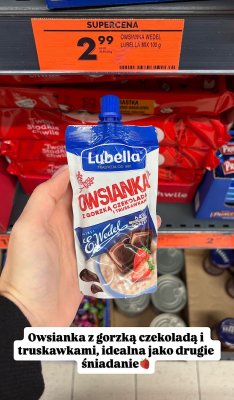 SUPERCENA
2.99
OWSIANKA WEDEL
LUBELLA MIX 100 g
Lubella
OWSIANKA
Z GORZKĄ CZEKOLADĄ
I TRUSKAWKAMI
E.Wedel
Owsianka z gorzką czekoladą i
truskawkami, idealna jako drugie
śniadanie🍓